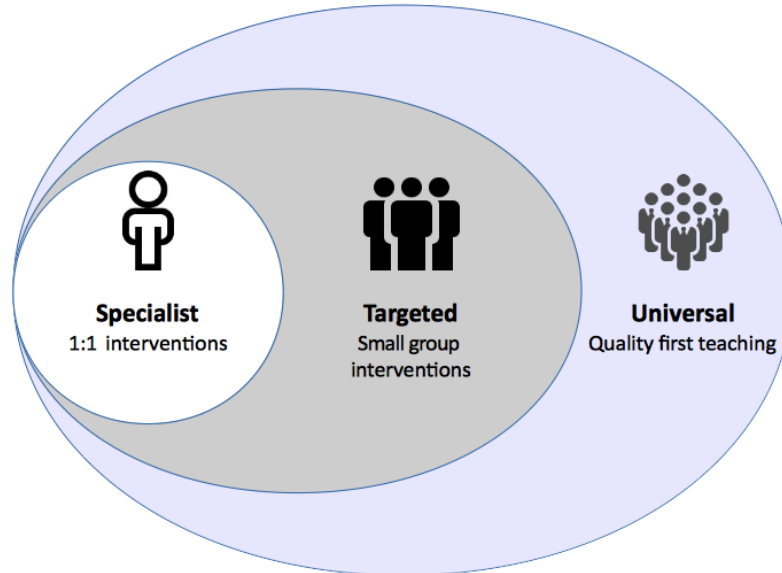 Specialist
1:1 interventions
Targeted
Small group
interventions
Universal
Quality first teaching